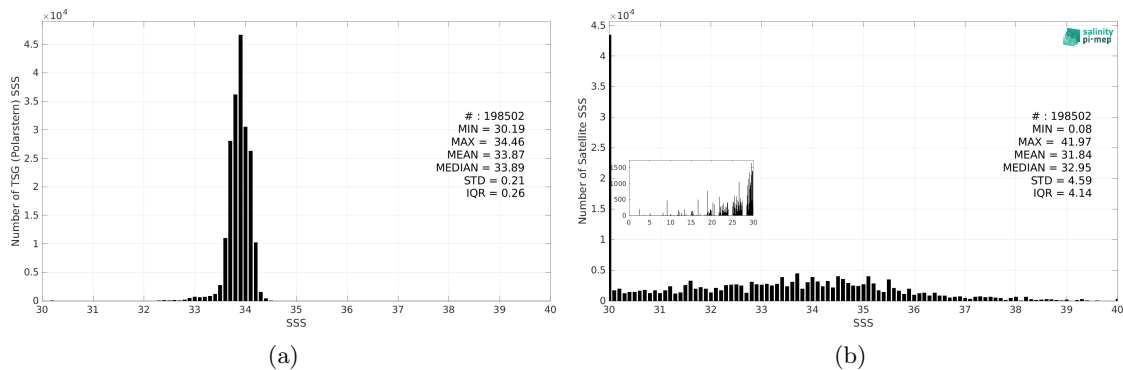 ×10⁴
4.5
4
3.5
3
2.5
2
1.5
1
0.5
0
Number of TSG (Polarstern) SSS
30 31 32 33 34 35 36 37 38 39 40
SSS
# : 198502
MIN = 30.19
MAX = 34.46
MEAN = 33.87
MEDIAN = 33.89
STD = 0.21
IQR = 0.26
(a)
×10⁴
4.5
4
3.5
3
2.5
2
1.5
1
0.5
0
Number of Satellite SSS
30 31 32 33 34 35 36 37 38 39 40
SSS
salinity
pi-mep
# : 198502
MIN = 0.08
MAX = 41.97
MEAN = 31.84
MEDIAN = 32.95
STD = 4.59
IQR = 4.14
1500
1000
500
0
0 5 10 15 20 25 30
(b)